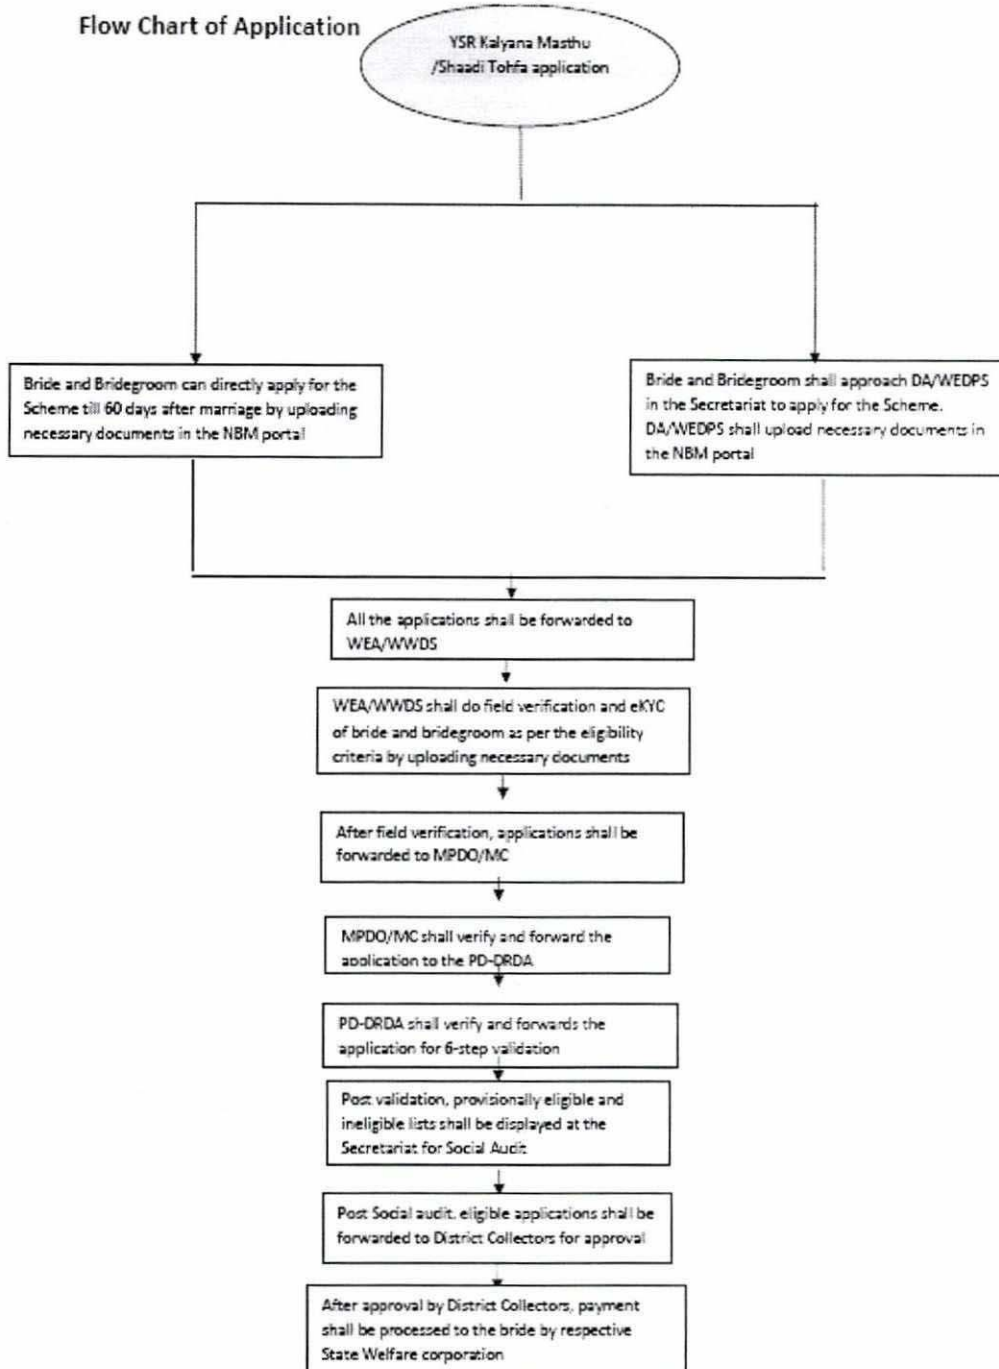 Flow Chart of Application
YSR Kalyana Masthu
/Shaadi Tohfa application
Bride and Bridegroom can directly apply for the
Scheme till 60 days after marriage by uploading
necessary documents in the NBM portal
Bride and Bridegroom shall approach DA/WEDPS
in the Secretariat to apply for the Scheme.
DA/WEDPS shall upload necessary documents in
the NBM portal
All the applications shall be forwarded to
WEA/WWDS
WEA/WWDS shall do field verification and eKYC
of bride and bridegroom as per the eligibility
criteria by uploading necessary documents
After field verification, applications shall be
forwarded to MPDO/MC
MPDO/MC shall verify and forward the
application to the PD-DRDA
PD-DRDA shall verify and forwards the
application for 6-step validation
Post validation, provisionally eligible and
ineligible lists shall be displayed at the
Secretariat for Social Audit
Post Social audit, eligible applications shall be
forwarded to District Collectors for approval
After approval by District Collectors, payment
shall be processed to the bride by respective
State Welfare corporation